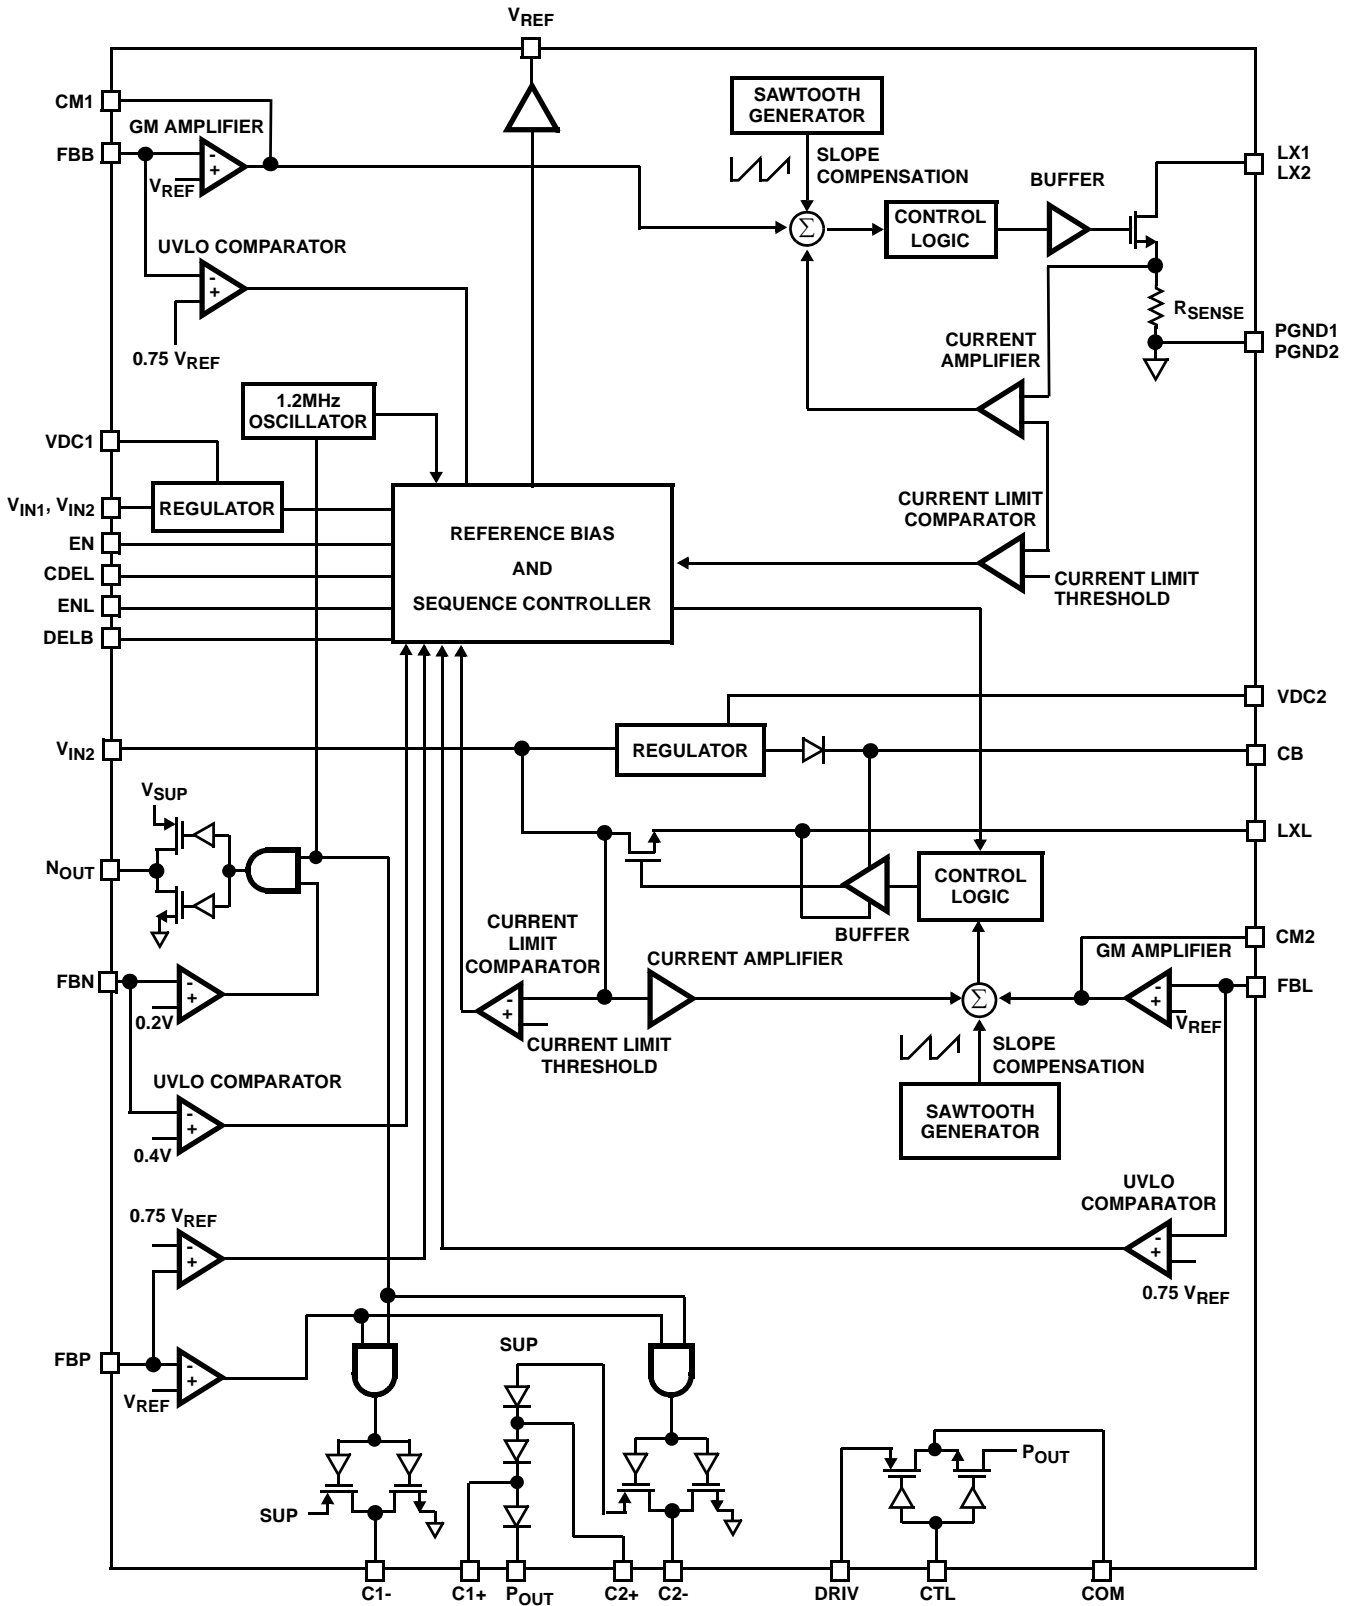 VREF
CM1
GM AMPLIFIER
FBB
-
+
VREF
SAWTOOTH
GENERATOR
SLOPE
COMPENSATION
Σ
CONTROL
LOGIC
BUFFER
LX1
LX2
UVLO COMPARATOR
-
+
0.75 VREF
RSENSE
PGND1
PGND2
CURRENT
AMPLIFIER
1.2MHz
OSCILLATOR
VDC1
VIN1, VIN2
REGULATOR
EN
CDEL
ENL
DELB
REFERENCE BIAS
AND
SEQUENCE CONTROLLER
CURRENT LIMIT
COMPARATOR
CURRENT LIMIT
THRESHOLD
VDC2
VIN2
REGULATOR
CB
VSUP
NOUT
LXL
CONTROL
LOGIC
BUFFER
CURRENT
LIMIT
COMPARATOR
-
+
CURRENT LIMIT
THRESHOLD
CURRENT AMPLIFIER
Σ
CM2
GM AMPLIFIER
-
+
VREF
FBL
FBN
-
+
0.2V
SLOPE
COMPENSATION
SAWTOOTH
GENERATOR
UVLO COMPARATOR
-
+
0.4V
UVLO
COMPARATOR
-
+
0.75 VREF
0.75 VREF
-
+
FBP
-
+
VREF
SUP
SUP
POUT
C1-
C1+
POUT
C2+
C2-
DRIV
CTL
COM